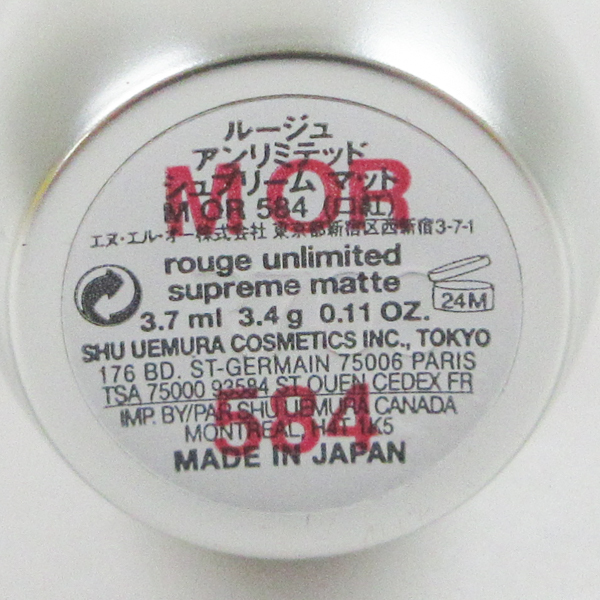 ルージュ
アンリミテッド
シュプリーム マット
M OR
M OR 584 (口紅)
エヌ・エル・オー株式会社 東京都新宿区西新宿3-7-1
rouge unlimited
supreme matte
24M
3.7 ml 3.4 g 0.11 OZ.
SHU UEMURA COSMETICS INC., TOKYO
176 BD. ST-GERMAIN 75006 PARIS
TSA 75000 93584 ST OUEN CEDEX FR
584
IMP. BY/PAR SHU UEMURA CANADA
MONTREAL, H4T 1K5
MADE IN JAPAN